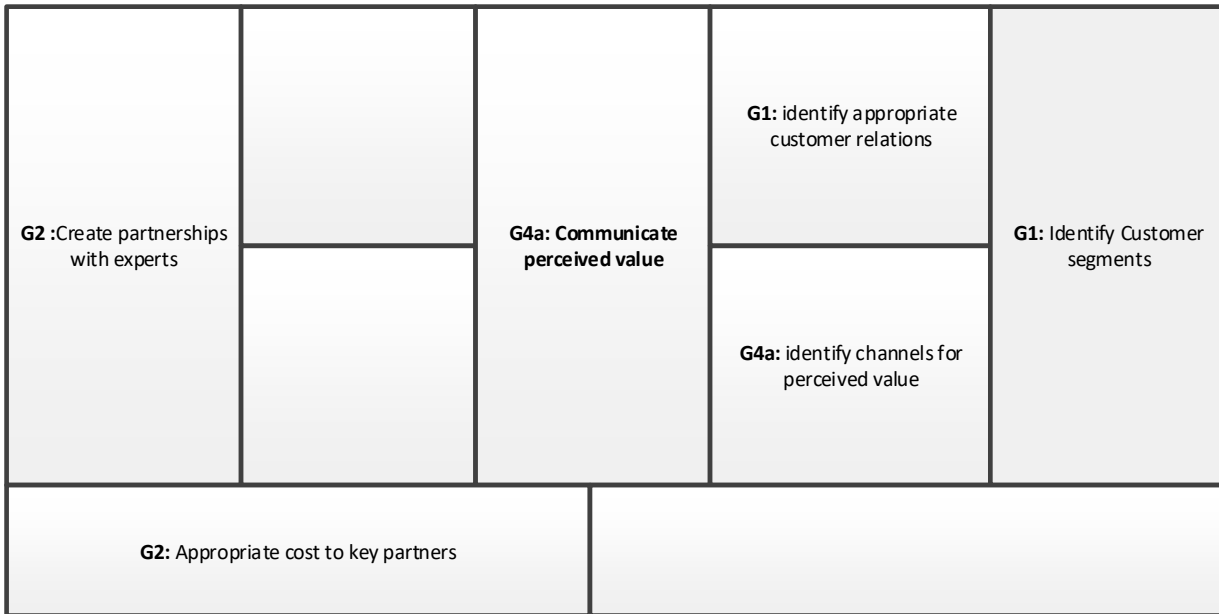 G2 :Create partnerships
with experts
G4a: Communicate
perceived value
G1: identify appropriate
customer relations
G4a: identify channels for
perceived value
G1: Identify Customer
segments
G2: Appropriate cost to key partners